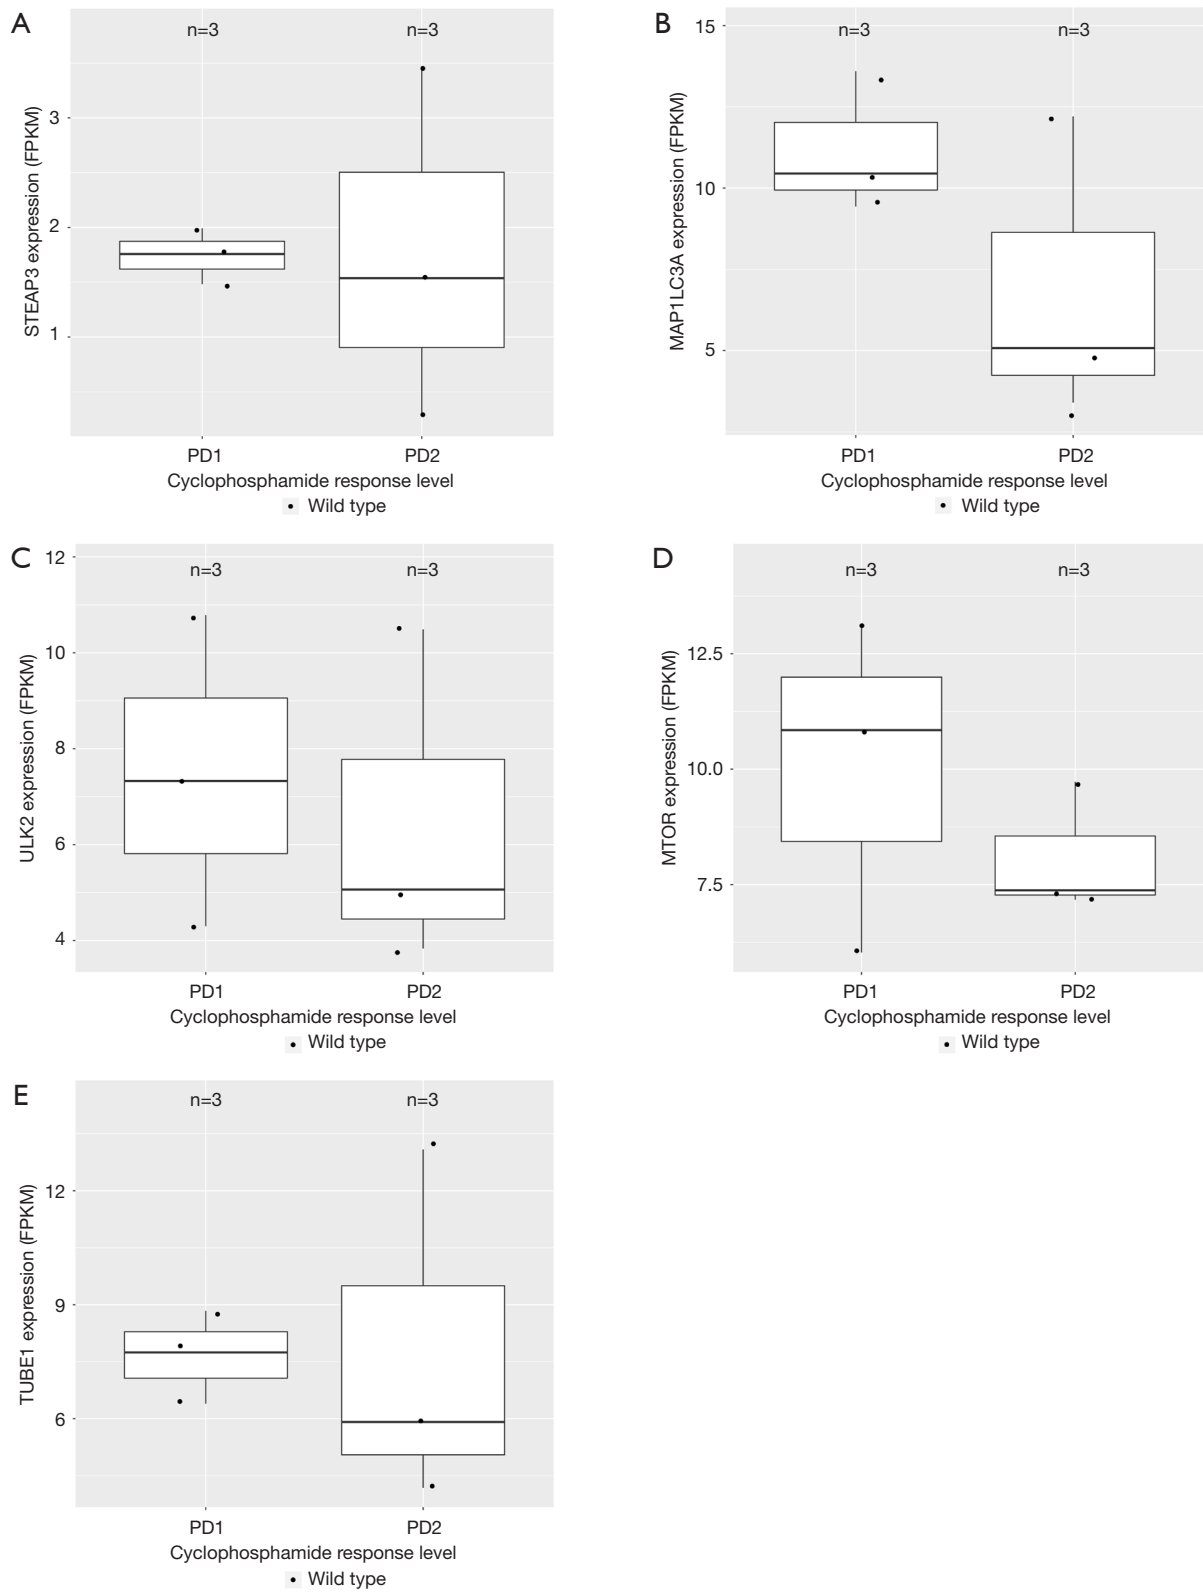 A
n=3 n=3
STEAP3 expression (FPKM)
3
2
1
PD1 PD2
Cyclophosphamide response level
Wild type
B
n=3 n=3
MAP1LC3A expression (FPKM)
15
10
5
PD1 PD2
Cyclophosphamide response level
Wild type
C
n=3 n=3
ULK2 expression (FPKM)
12
10
8
6
4
PD1 PD2
Cyclophosphamide response level
Wild type
D
n=3 n=3
MTOR expression (FPKM)
12.5
10.0
7.5
PD1 PD2
Cyclophosphamide response level
Wild type
E
n=3 n=3
TUBE1 expression (FPKM)
12
9
6
PD1 PD2
Cyclophosphamide response level
Wild type